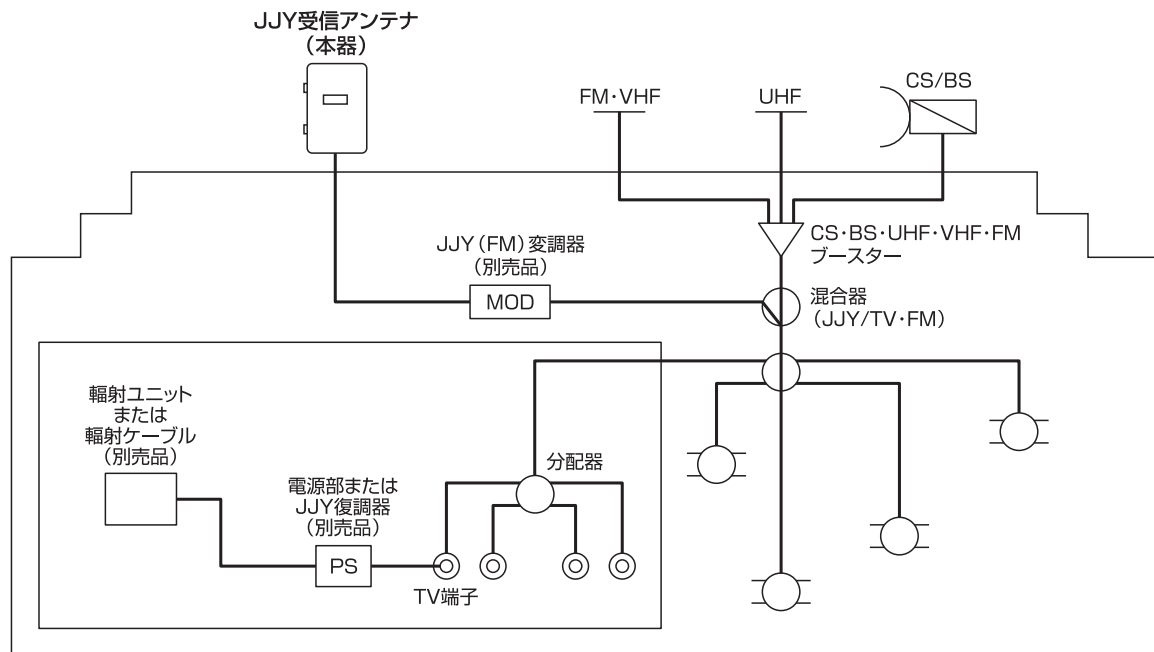 JJY受信アンテナ
（本器）
FM･VHF
UHF
CS/BS
CS･BS･UHF･VHF･FM
ブースター
JJY（FM）変調器
（別売品）
MOD
混合器
（JJY/TV･FM）
輻射ユニット
または
輻射ケーブル
（別売品）
分配器
電源部または
JJY復調器
（別売品）
PS
TV端子